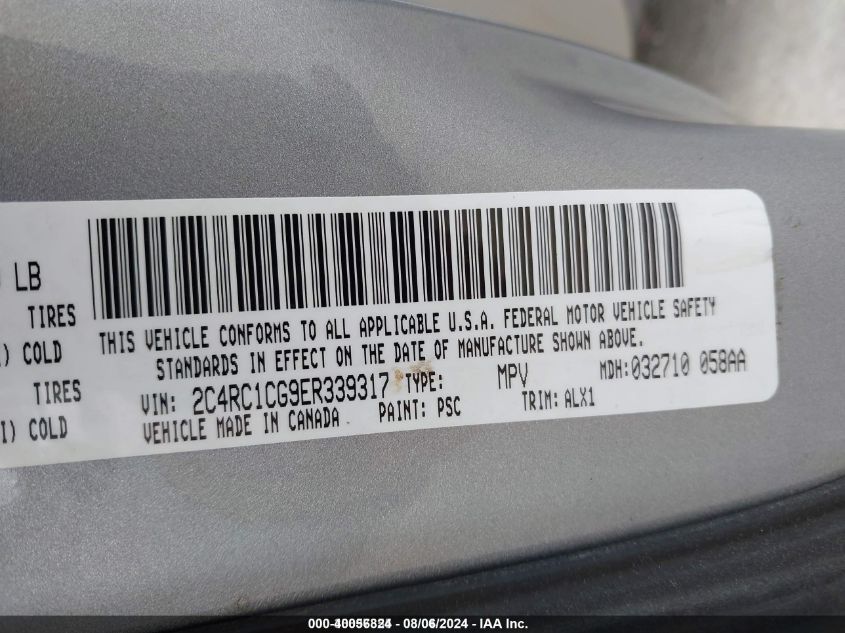 LB
TIRES
) COLD
TIRES
I) COLD
THIS VEHICLE CONFORMS TO ALL APPLICABLE U.S.A. FEDERAL MOTOR VEHICLE SAFETY
STANDARDS IN EFFECT ON THE DATE OF MANUFACTURE SHOWN ABOVE.
VIN: 2C4RC1CG9ER339317 TYPE: MPV MDH:032710 058AA
VEHICLE MADE IN CANADA PAINT: PSC TRIM:ALX1
08/06/2024 - IAA Inc.